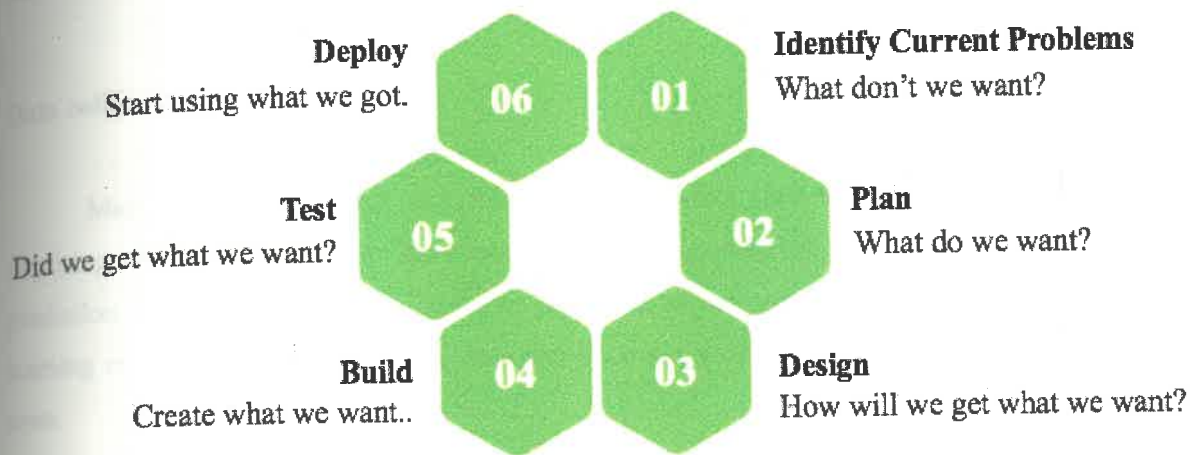 01
Identify Current Problems
What don't we want?
02
Plan
What do we want?
03
Design
How will we get what we want?
04
Build
Create what we want..
05
Test
Did we get what we want?
06
Deploy
Start using what we got.